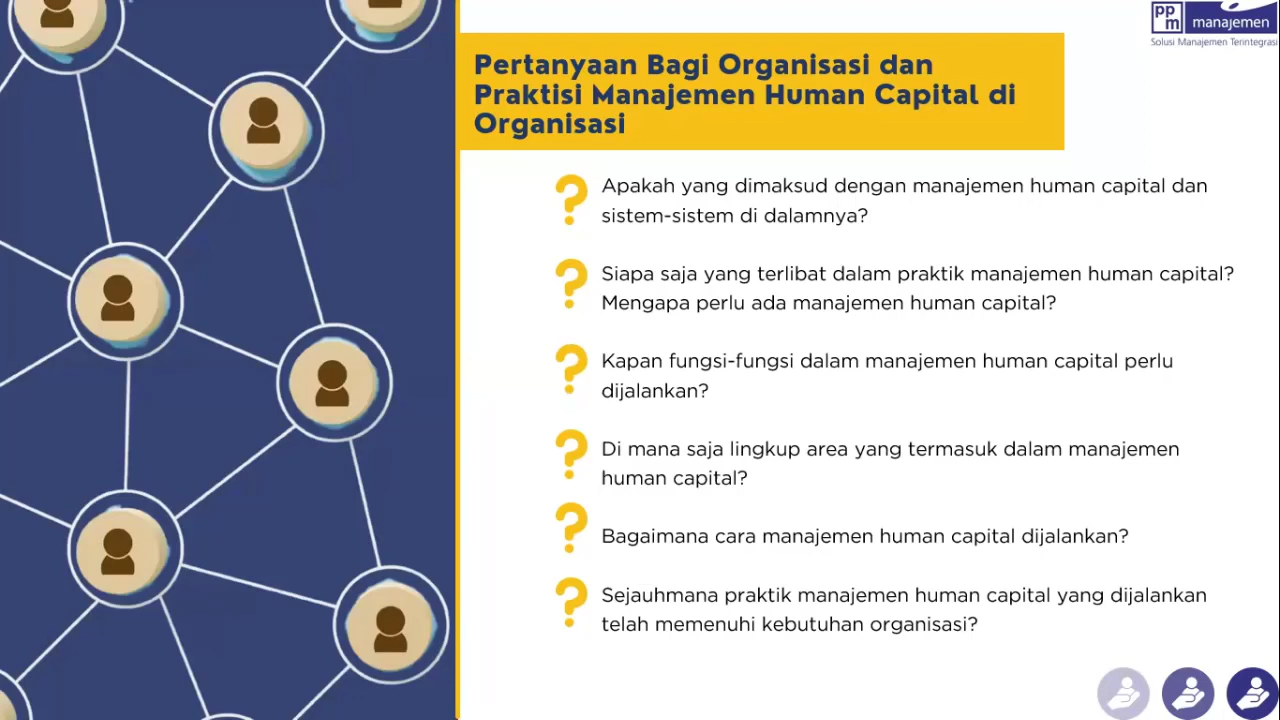 ppm
manajemen
Solusi Manajemen Terintegrasi
Pertanyaan Bagi Organisasi dan
Praktisi Manajemen Human Capital di
Organisasi
? Apakah yang dimaksud dengan manajemen human capital dan
sistem-sistem di dalamnya?
? Siapa saja yang terlibat dalam praktik manajemen human capital?
Mengapa perlu ada manajemen human capital?
? Kapan fungsi-fungsi dalam manajemen human capital perlu
dijalankan?
? Di mana saja lingkup area yang termasuk dalam manajemen
human capital?
? Bagaimana cara manajemen human capital dijalankan?
? Sejauhmana praktik manajemen human capital yang dijalankan
telah memenuhi kebutuhan organisasi?